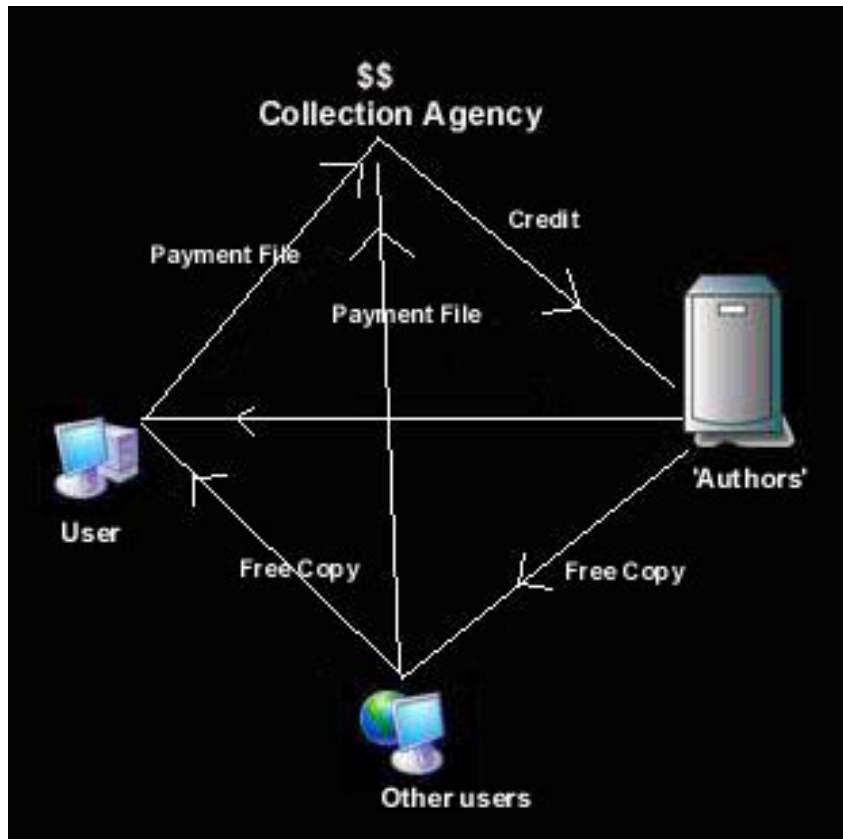 $$
Collection Agency
Credit
Payment File
Payment File
'Authors'
User
Free Copy
Free Copy
Other users